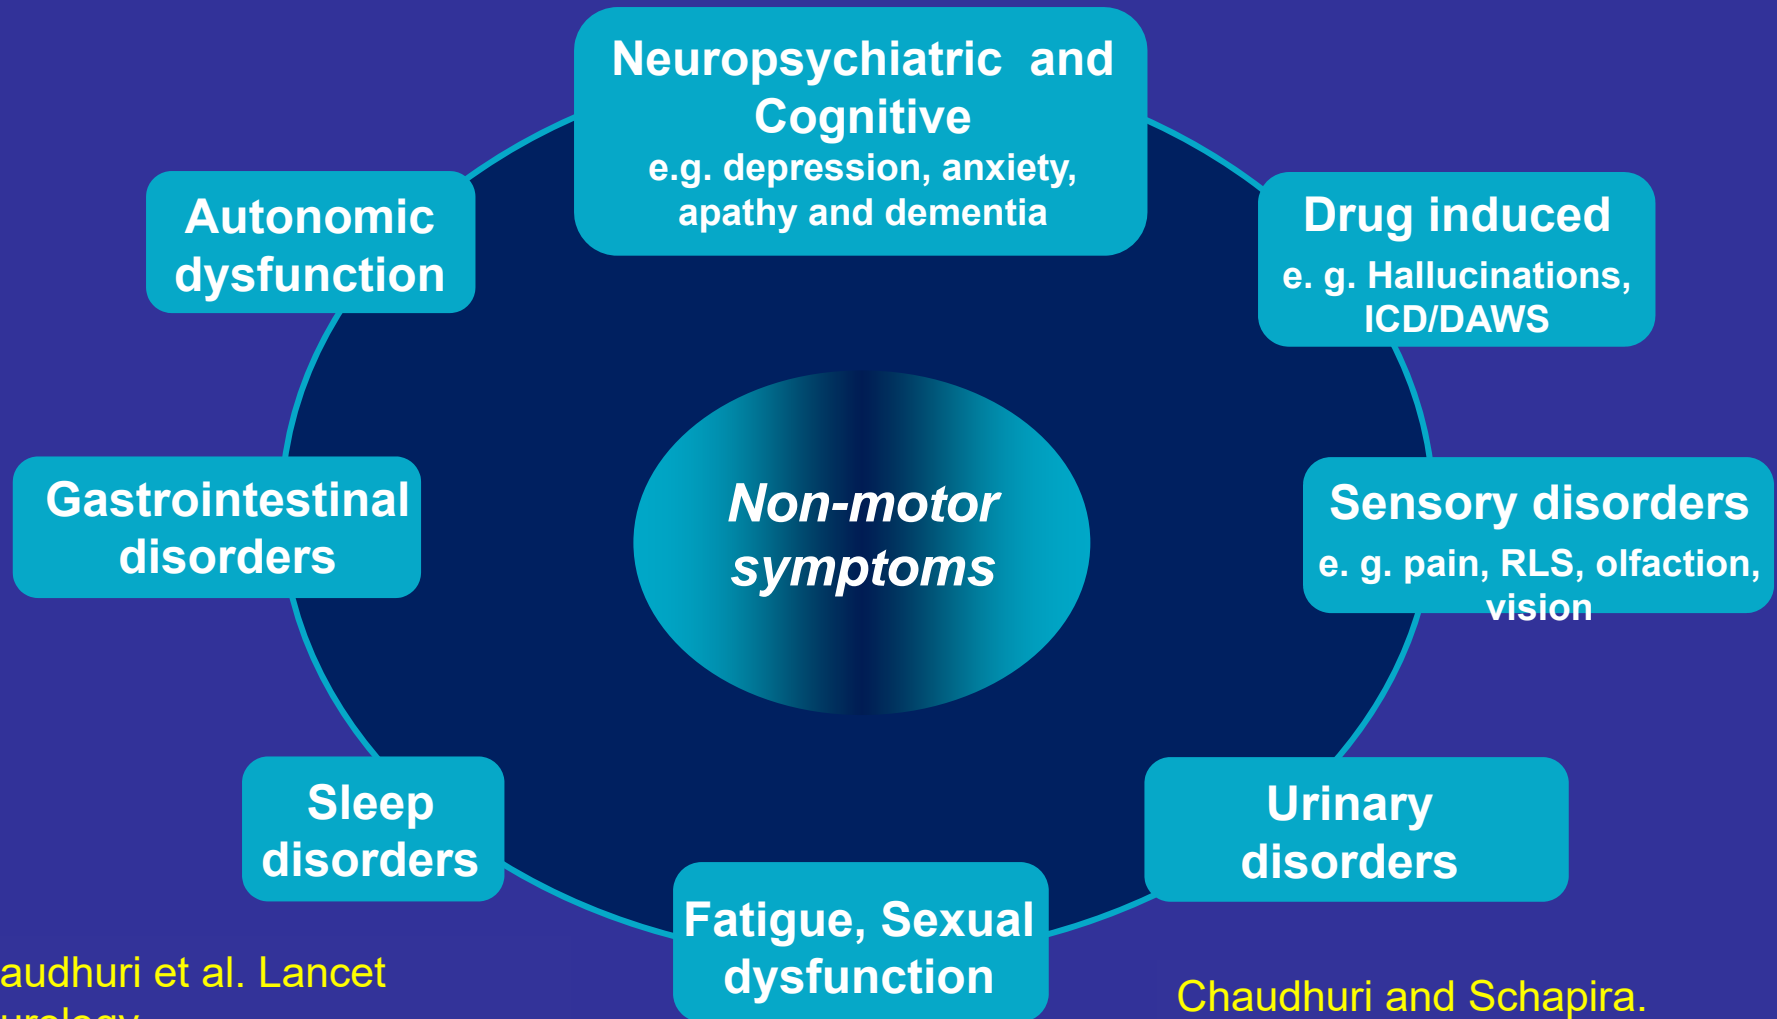 Neuropsychiatric and
Cognitive
e.g. depression, anxiety,
apathy and dementia
Autonomic
dysfunction
Drug induced
e. g. Hallucinations,
ICD/DAWS
Gastrointestinal
disorders
Non-motor
symptoms
Sensory disorders
e. g. pain, RLS, olfaction,
vision
Sleep
disorders
Urinary
disorders
Fatigue, Sexual
dysfunction
audhuri et al. Lancet
Chaudhuri and Schapira.